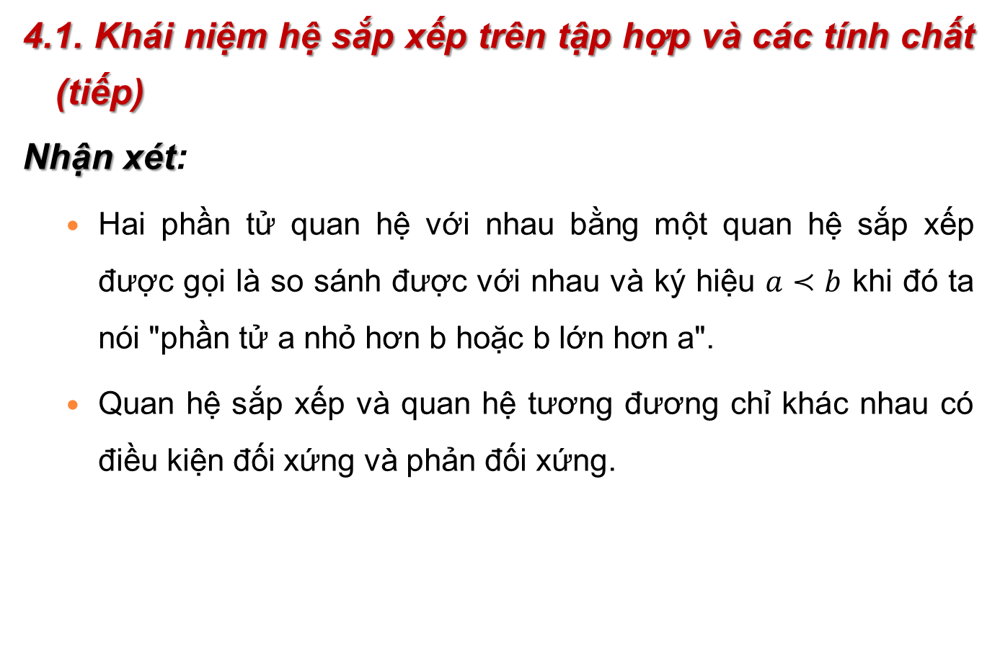 4.1. Khái niệm hệ sắp xếp trên tập hợp và các tính chất
(tiếp)
Nhận xét:
• Hai phần tử quan hệ với nhau bằng một quan hệ sắp xếp
được gọi là so sánh được với nhau và ký hiệu 𝑎 ≺ 𝑏 khi đó ta
nói "phần tử a nhỏ hơn b hoặc b lớn hơn a".
• Quan hệ sắp xếp và quan hệ tương đương chỉ khác nhau có
điều kiện đối xứng và phản đối xứng.